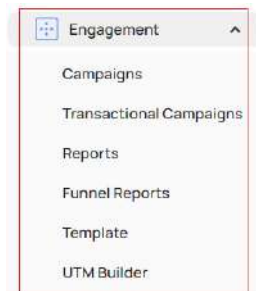 Engagement
Campaigns
Transactional Campaigns
Reports
Funnel Reports
Template
UTM Builder